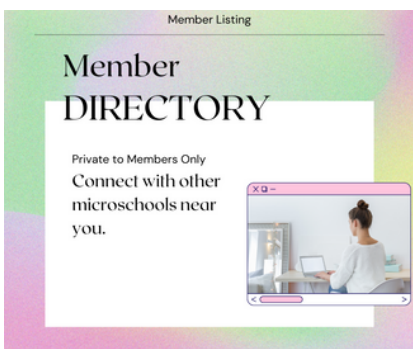 Member Listing
Member
DIRECTORY
Private to Members Only
Connect with other
microschools near
you.